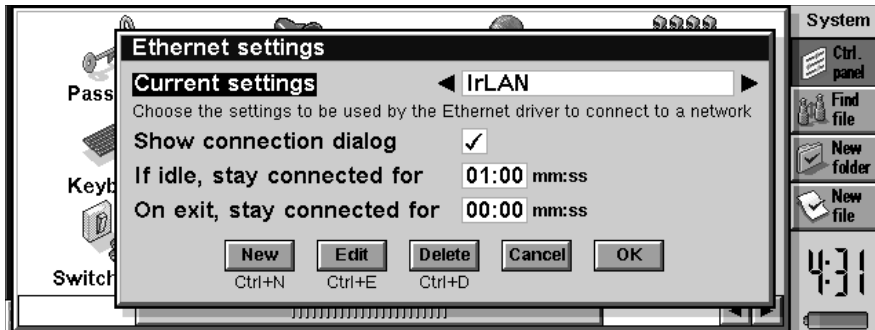 System
Ethernet settings
Ctrl.
panel
Current settings IrLAN
Pass
Choose the settings to be used by the Ethernet driver to connect to a network
Find
file
Show connection dialog
New
folder
If idle, stay connected for 01:00 mm:ss
Keyb
On exit, stay connected for 00:00 mm:ss
New
file
New Edit Delete Cancel OK
Ctrl+N Ctrl+E Ctrl+D
Switch
4:31